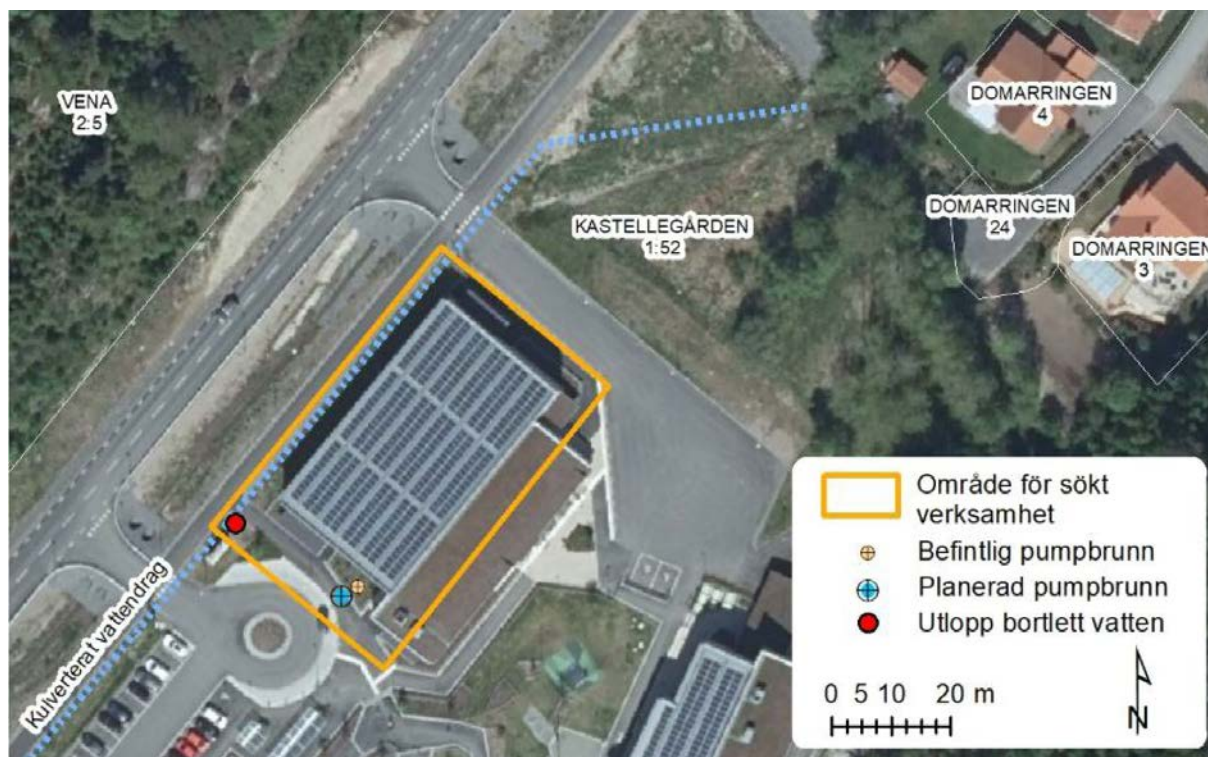 VENA
2:5
DOMARRINGEN
4
KASTELLEGÅRDEN
1:52
DOMARRINGEN
24
DOMARRINGEN
3
Kulverterat vattendrag
Område för sökt
verksamhet
Befintlig pumpbrunn
Planerad pumpbrunn
Utlopp bortlett vatten
0 5 10 20 m
N